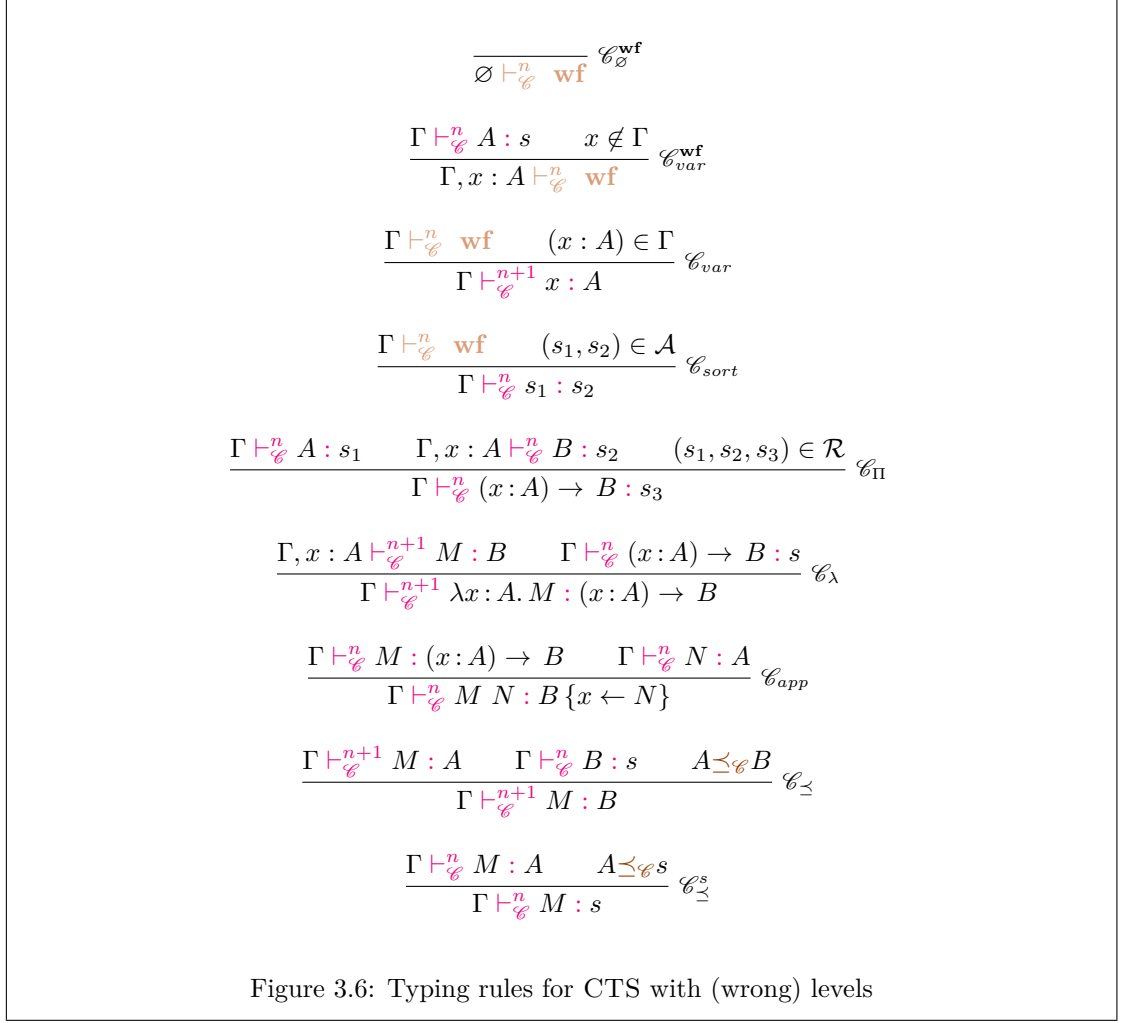 ∅ ⊢ⁿ_𝒞 wf 𝒞^wf_∅
Γ ⊢ⁿ_𝒞 A : s x ∉ Γ
𝒞^wf_var
Γ, x : A ⊢ⁿ_𝒞 wf
Γ ⊢ⁿ_𝒞 wf (x : A) ∈ Γ
𝒞_var
Γ ⊢ⁿ⁺¹_𝒞 x : A
Γ ⊢ⁿ_𝒞 wf (s₁, s₂) ∈ 𝒜
𝒞_sort
Γ ⊢ⁿ_𝒞 s₁ : s₂
Γ ⊢ⁿ_𝒞 A : s₁ Γ, x : A ⊢ⁿ_𝒞 B : s₂ (s₁, s₂, s₃) ∈ ℛ
𝒞_Π
Γ ⊢ⁿ_𝒞 (x : A) → B : s₃
Γ, x : A ⊢ⁿ⁺¹_𝒞 M : B Γ ⊢ⁿ_𝒞 (x : A) → B : s
𝒞_λ
Γ ⊢ⁿ⁺¹_𝒞 λx : A. M : (x : A) → B
Γ ⊢ⁿ_𝒞 M : (x : A) → B Γ ⊢ⁿ_𝒞 N : A
𝒞_app
Γ ⊢ⁿ_𝒞 M N : B {x ← N}
Γ ⊢ⁿ⁺¹_𝒞 M : A Γ ⊢ⁿ_𝒞 B : s A ⪯_𝒞 B
𝒞_⪯
Γ ⊢ⁿ⁺¹_𝒞 M : B
Γ ⊢ⁿ_𝒞 M : A A ⪯_𝒞 s
𝒞^s_⪯
Γ ⊢ⁿ_𝒞 M : s
Figure 3.6: Typing rules for CTS with (wrong) levels